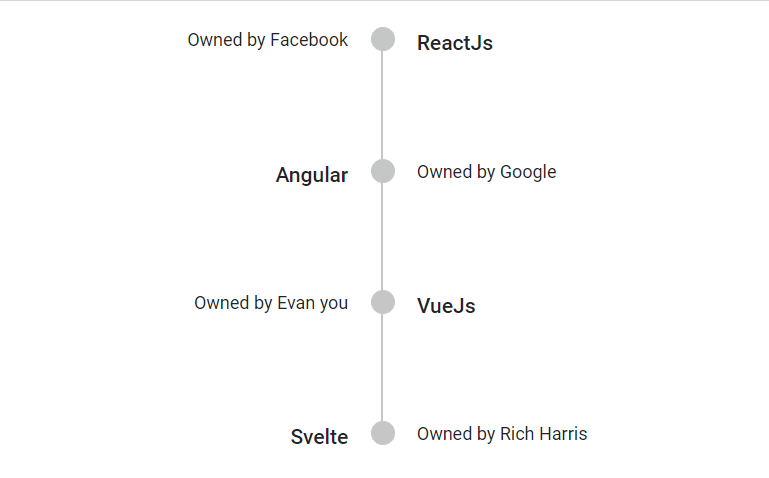 Owned by Facebook
ReactJs
Angular
Owned by Google
Owned by Evan you
VueJs
Svelte
Owned by Rich Harris